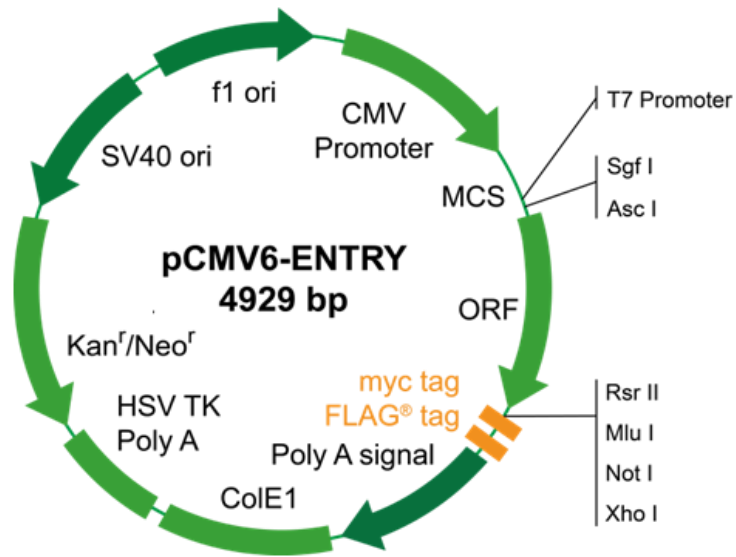 f1 ori
CMV
Promoter
T7 Promoter
SV40 ori
Sgf I
MCS
Asc I
pCMV6-ENTRY
4929 bp
ORF
Kanʳ/Neoʳ
myc tag
FLAG® tag
Rsr II
HSV TK
Poly A
Mlu I
Poly A signal
Not I
ColE1
Xho I